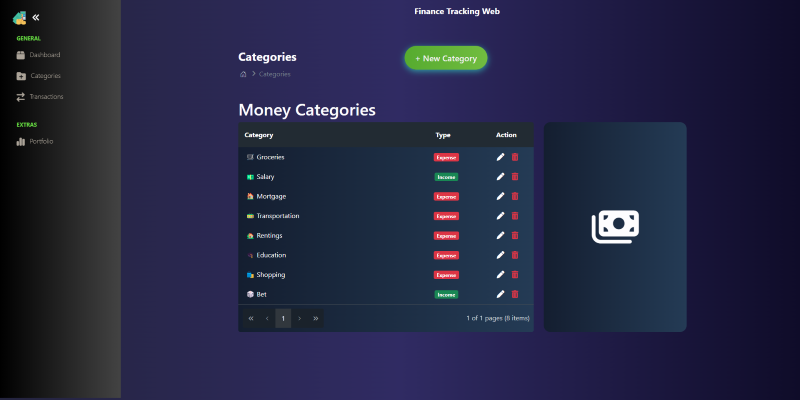 Finance Tracking Web
GENERAL
Dashboard
Categories
Transactions
EXTRAS
Portfolio
Categories
Categories
+ New Category
Money Categories
Category Type Action
Groceries Expense
Salary Income
Mortgage Expense
Transportation Expense
Rentings Expense
Education Expense
Shopping Expense
Bet Income
« ‹ 1 › » 1 of 1 pages (8 items)